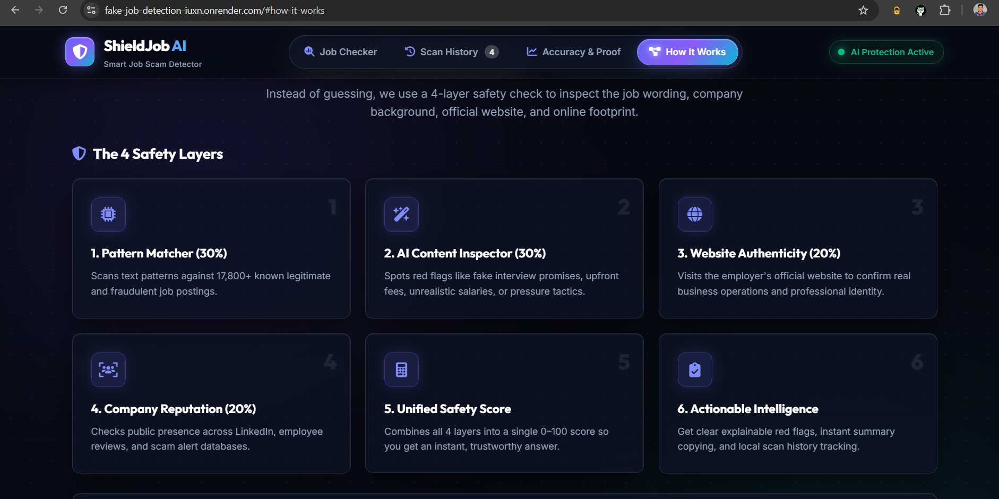 fake-job-detection-iuxn.onrender.com/#how-it-works
ShieldJob AI
Smart Job Scam Detector
Job Checker
Scan History 4
Accuracy & Proof
How It Works
AI Protection Active
Instead of guessing, we use a 4-layer safety check to inspect the job wording, company
background, official website, and online footprint.
The 4 Safety Layers
1
1. Pattern Matcher (30%)
Scans text patterns against 17,800+ known legitimate
and fraudulent job postings.
2
2. AI Content Inspector (30%)
Spots red flags like fake interview promises, upfront
fees, unrealistic salaries, or pressure tactics.
3
3. Website Authenticity (20%)
Visits the employer's official website to confirm real
business operations and professional identity.
4
4. Company Reputation (20%)
Checks public presence across LinkedIn, employee
reviews, and scam alert databases.
5
5. Unified Safety Score
Combines all 4 layers into a single 0–100 score so
you get an instant, trustworthy answer.
6
6. Actionable Intelligence
Get clear explainable red flags, instant summary
copying, and local scan history tracking.